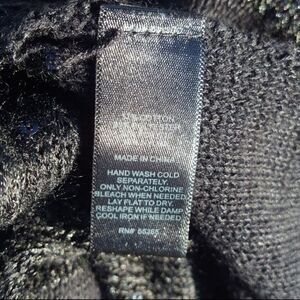 COTTON
MADE IN CHINA
HAND WASH COLD
SEPARATELY.
ONLY NON-CHLORINE
BLEACH WHEN NEEDED.
LAY FLAT TO DRY.
RESHAPE WHILE DAMP
COOL IRON IF NEEDED
RN#